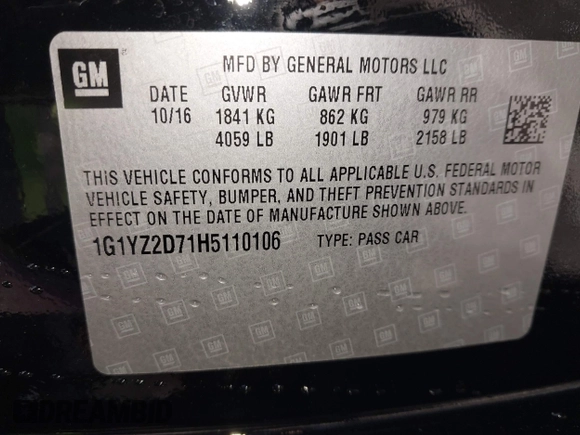 GM
MFD BY GENERAL MOTORS LLC
DATE GVWR GAWR FRT GAWR RR
10/16 1841 KG 862 KG 979 KG
4059 LB 1901 LB 2158 LB
THIS VEHICLE CONFORMS TO ALL APPLICABLE U.S. FEDERAL MOTOR
VEHICLE SAFETY, BUMPER, AND THEFT PREVENTION STANDARDS IN
EFFECT ON THE DATE OF MANUFACTURE SHOWN ABOVE.
1G1YZ2D71H5110106 TYPE: PASS CAR
DREAMBID